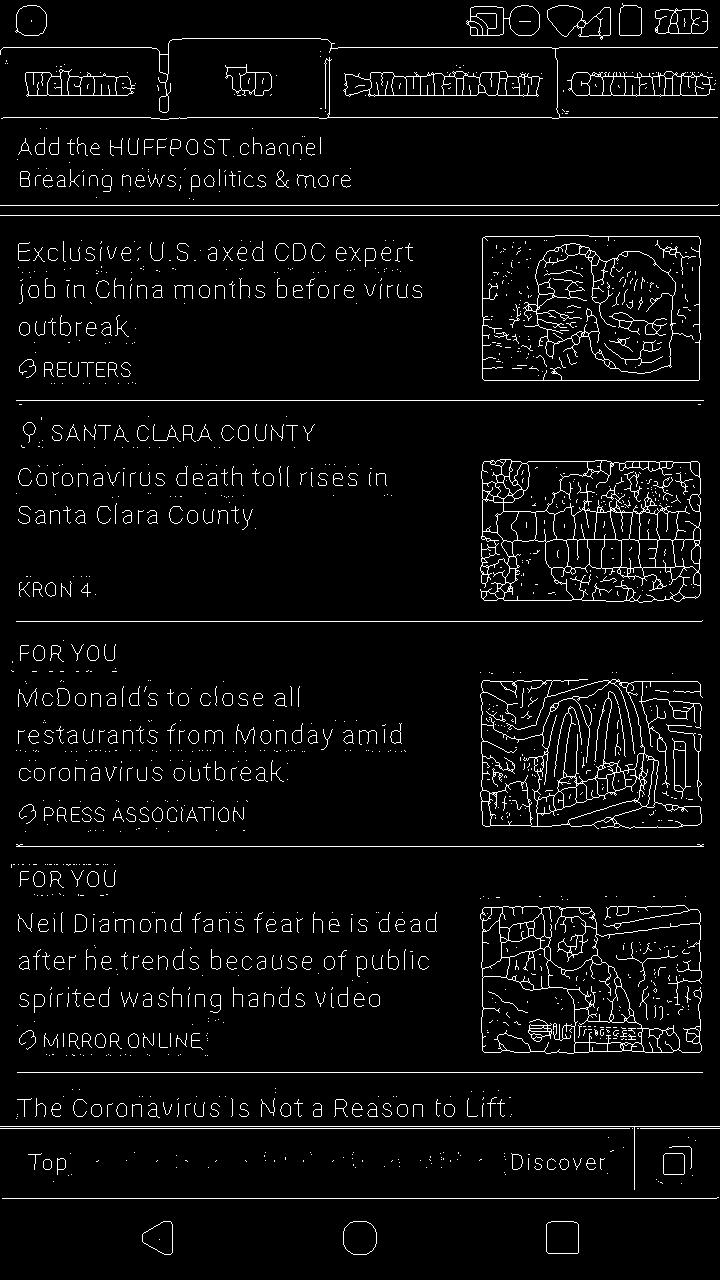 7:03
Welcome
Top
Mountain View
Coronavirus
Add the HUFFPOST channel
Breaking news, politics & more
Exclusive: U.S. axed CDC expert
job in China months before virus
outbreak
REUTERS
SANTA CLARA COUNTY
Coronavirus death toll rises in
Santa Clara County
CORONAVIRUS
OUTBREAK
KRON 4
FOR YOU
McDonald's to close all
restaurants from Monday amid
coronavirus outbreak
PRESS ASSOCIATION
FOR YOU
Neil Diamond fans fear he is dead
after he trends because of public
spirited washing hands video
MIRROR ONLINE
The Coronavirus Is Not a Reason to Lift
Top
Discover